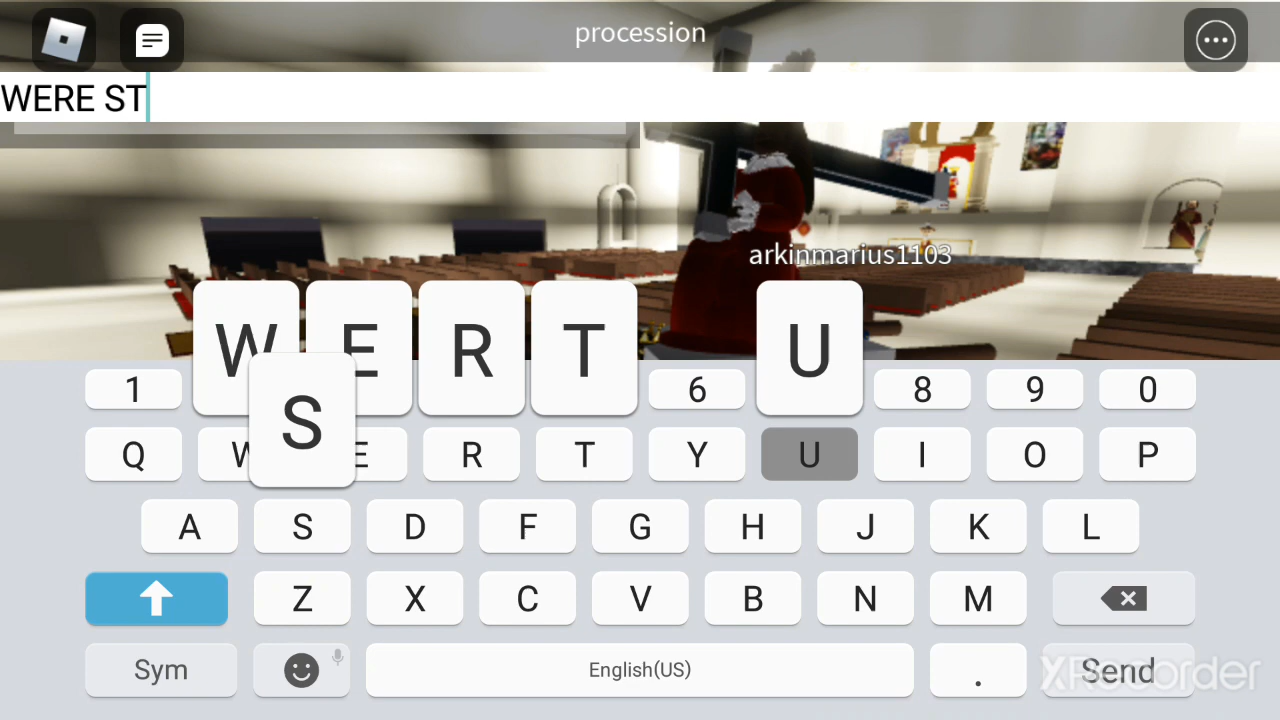 procession
WERE ST
arkinmarius1103
W E R T U
S
1 6 8 9 0
Q W E R T Y U I O P
A S D F G H J K L
Z X C V B N M
Sym English(US) . Send
XRecorder